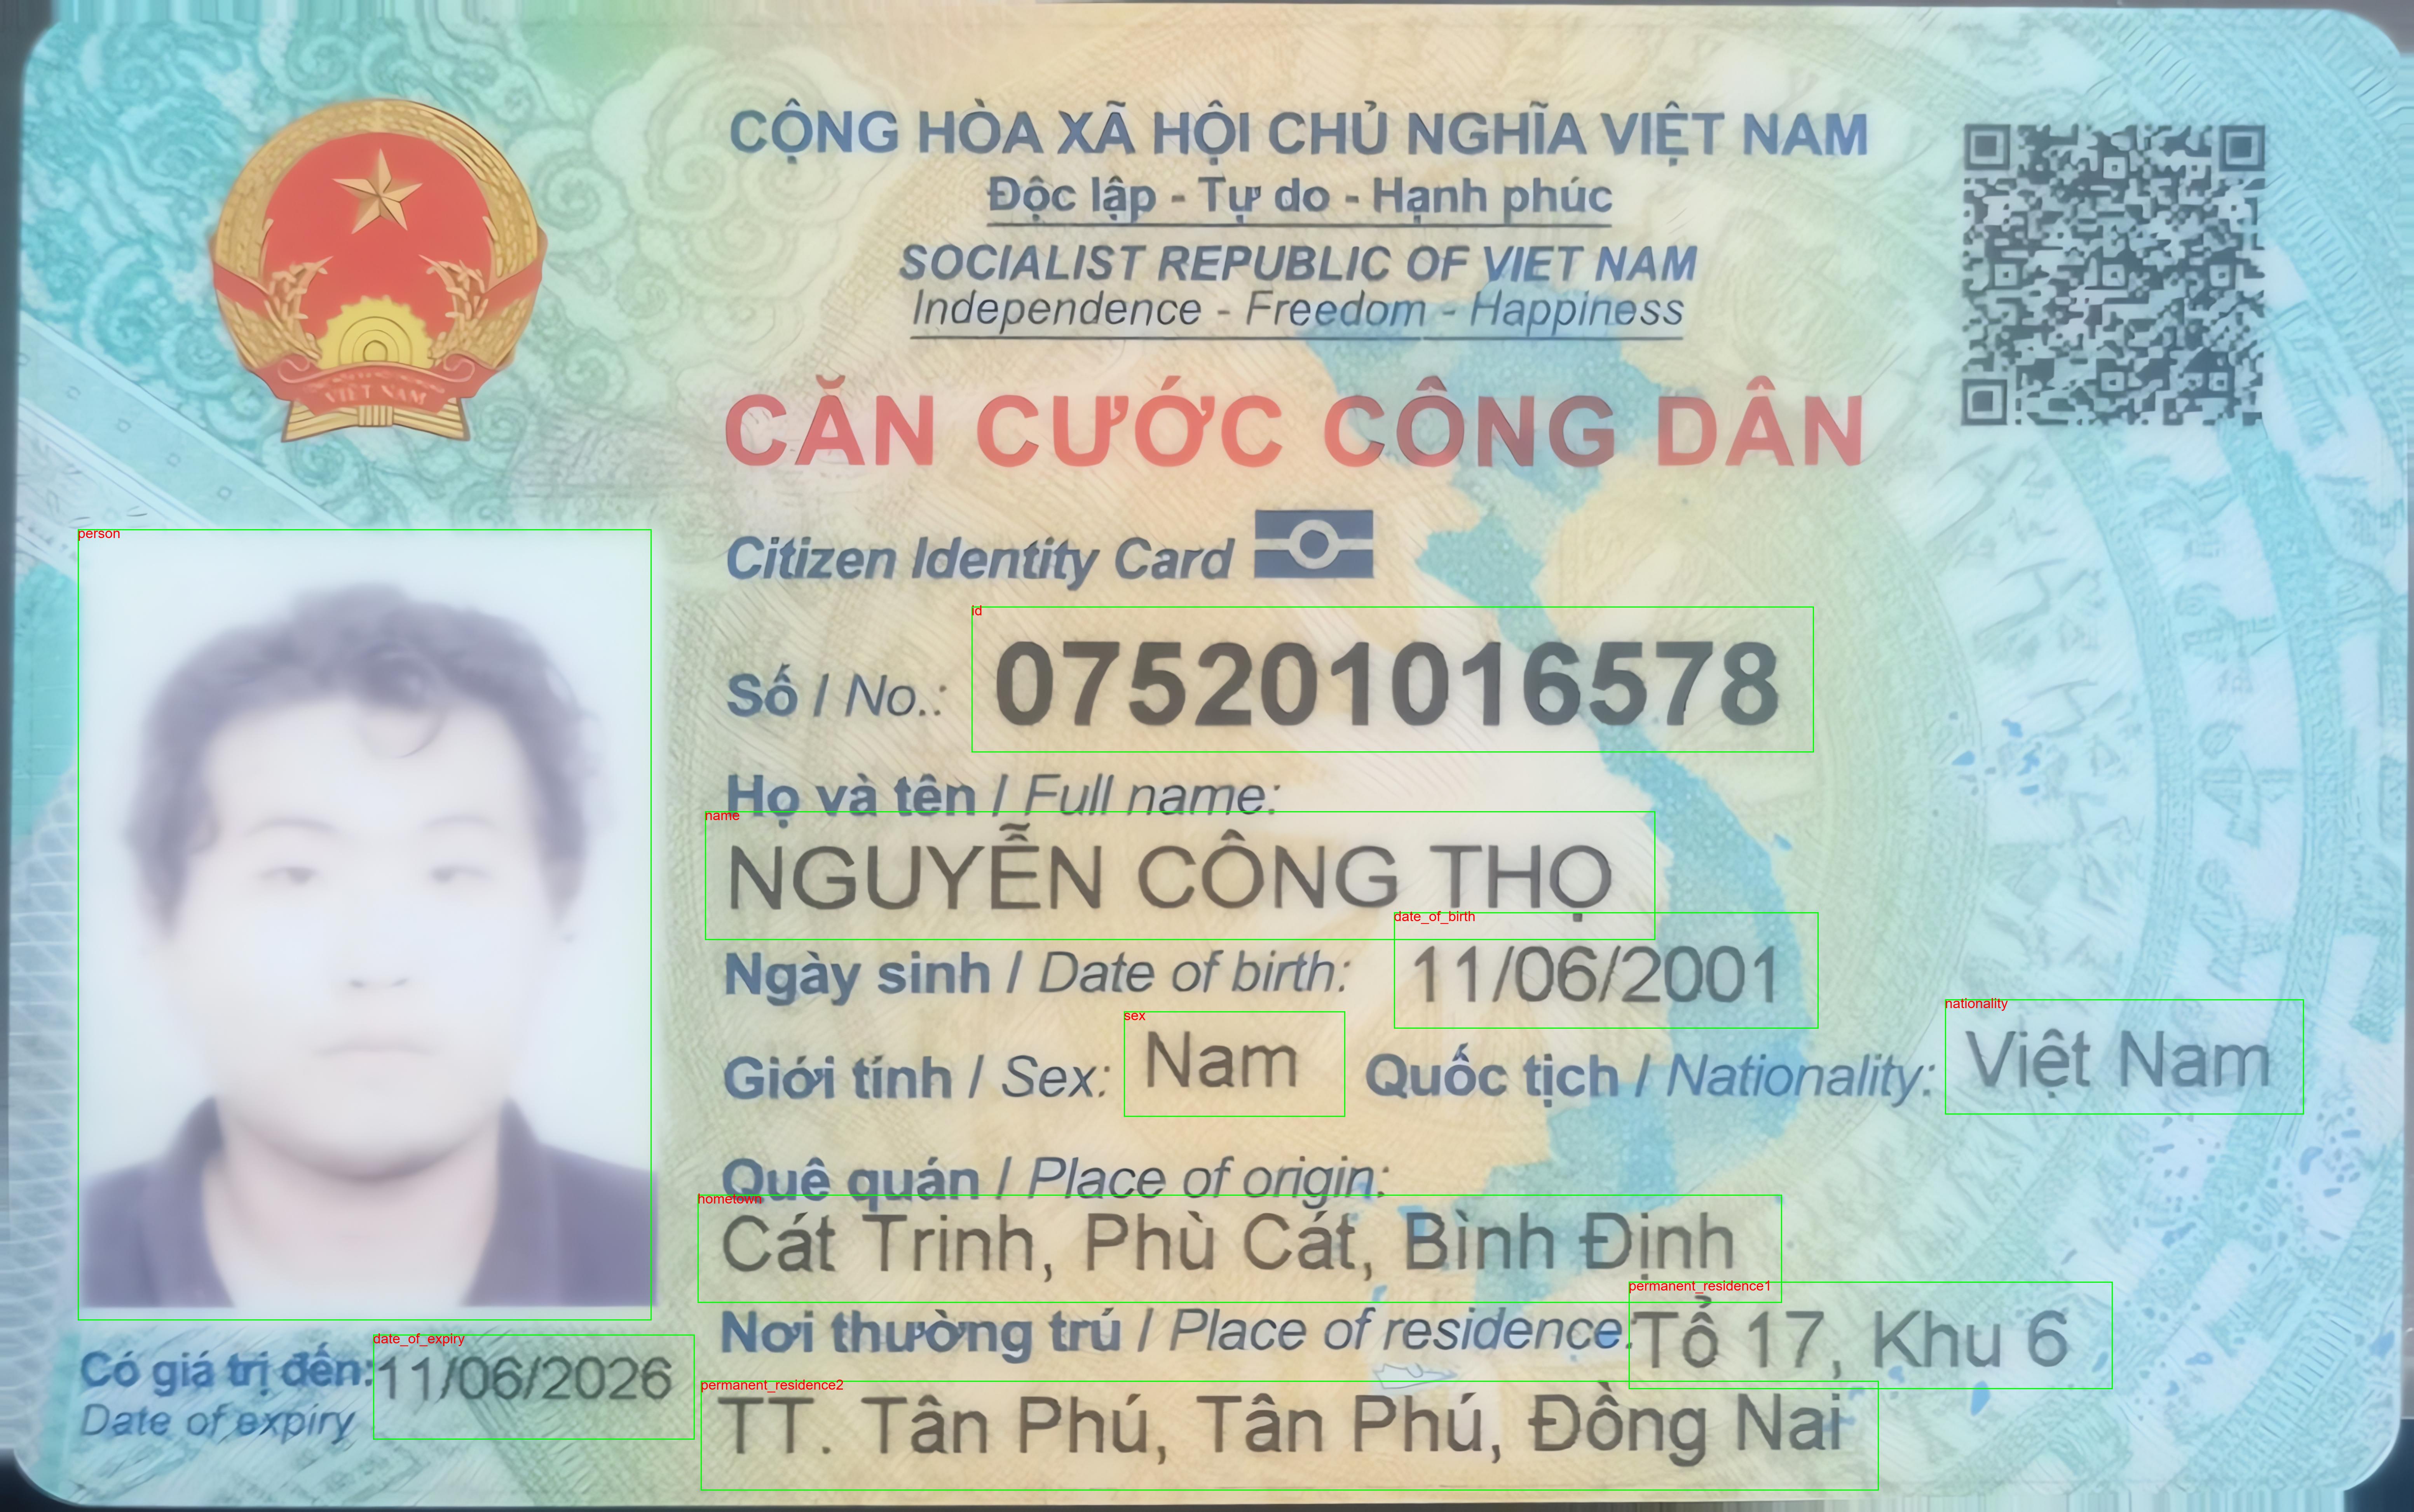 CỘNG HÒA XÃ HỘI CHỦ NGHĨA VIỆT NAM
Độc lập - Tự do - Hạnh phúc
SOCIALIST REPUBLIC OF VIET NAM
Independence - Freedom - Happiness
VIỆT NAM
CĂN CƯỚC CÔNG DÂN
Citizen Identity Card
person
id
Số / No.: 075201016578
Họ và tên / Full name:
name
NGUYỄN CÔNG THỌ
date_of_birth
Ngày sinh / Date of birth: 11/06/2001
sex
nationality
Giới tính / Sex: Nam Quốc tịch / Nationality: Việt Nam
Quê quán / Place of origin:
hometown
Cát Trinh, Phù Cát, Bình Định
permanent_residence1
Nơi thường trú / Place of residence: Tổ 17, Khu 6
permanent_residence2
TT. Tân Phú, Tân Phú, Đồng Nai
date_of_expiry
Có giá trị đến: 11/06/2026
Date of expiry